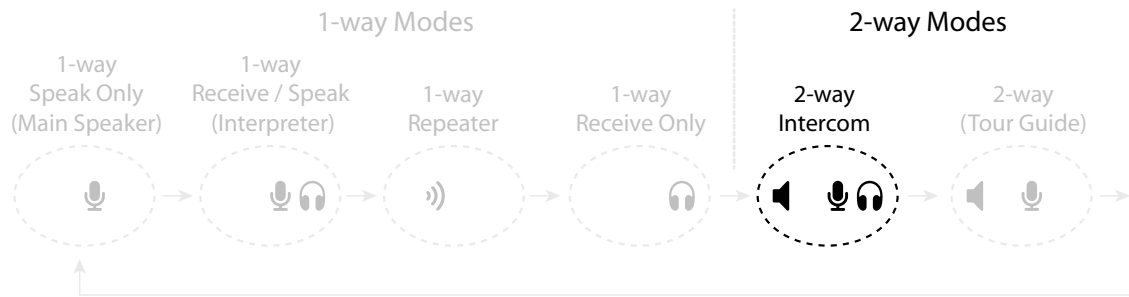 1-way Modes
2-way Modes
1-way
Speak Only
(Main Speaker)
1-way
Receive / Speak
(Interpreter)
1-way
Repeater
1-way
Receive Only
2-way
Intercom
2-way
(Tour Guide)